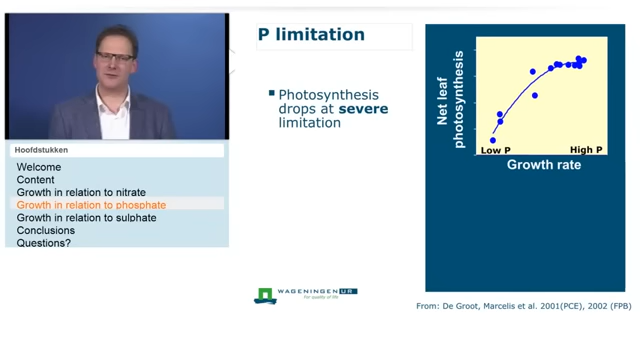 P limitation
Photosynthesis
drops at severe
limitation
Net leaf
photosynthesis
Low P
High P
Growth rate
Hoofdstukken
Welcome
Content
Growth in relation to nitrate
Growth in relation to phosphate
Growth in relation to sulphate
Conclusions
Questions?
WAGENINGEN UR
For quality of life
From: De Groot, Marcelis et al. 2001(PCE), 2002 (FPB)